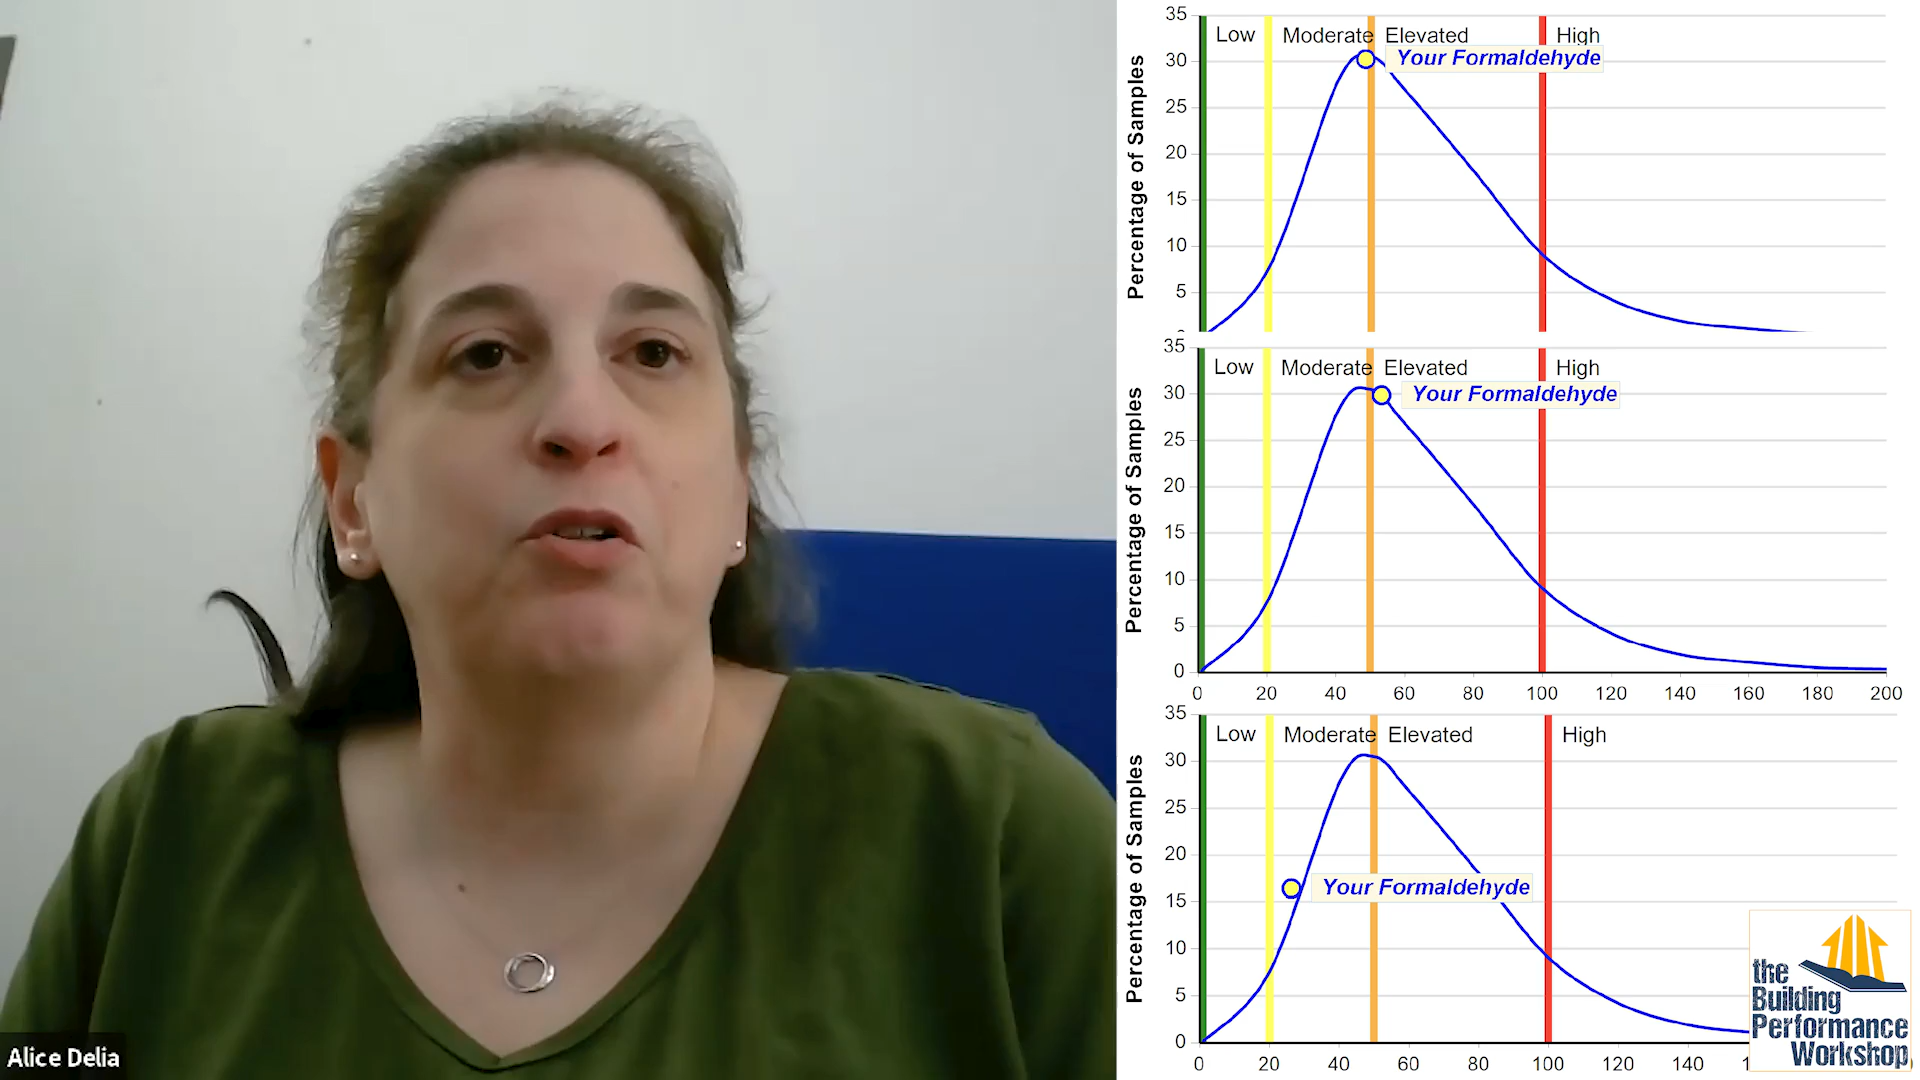 Alice Delia
35
Low Moderate Elevated High
Your Formaldehyde
30
25
20
15
10
5
Percentage of Samples
35
Low Moderate Elevated High
Your Formaldehyde
30
25
20
15
10
5
0
Percentage of Samples
0 20 40 60 80 100 120 140 160 180 200
35
Low Moderate Elevated High
30
25
20
Your Formaldehyde
15
10
5
0
Percentage of Samples
0 20 40 60 80 100 120 140
the
Building
Performance
Workshop